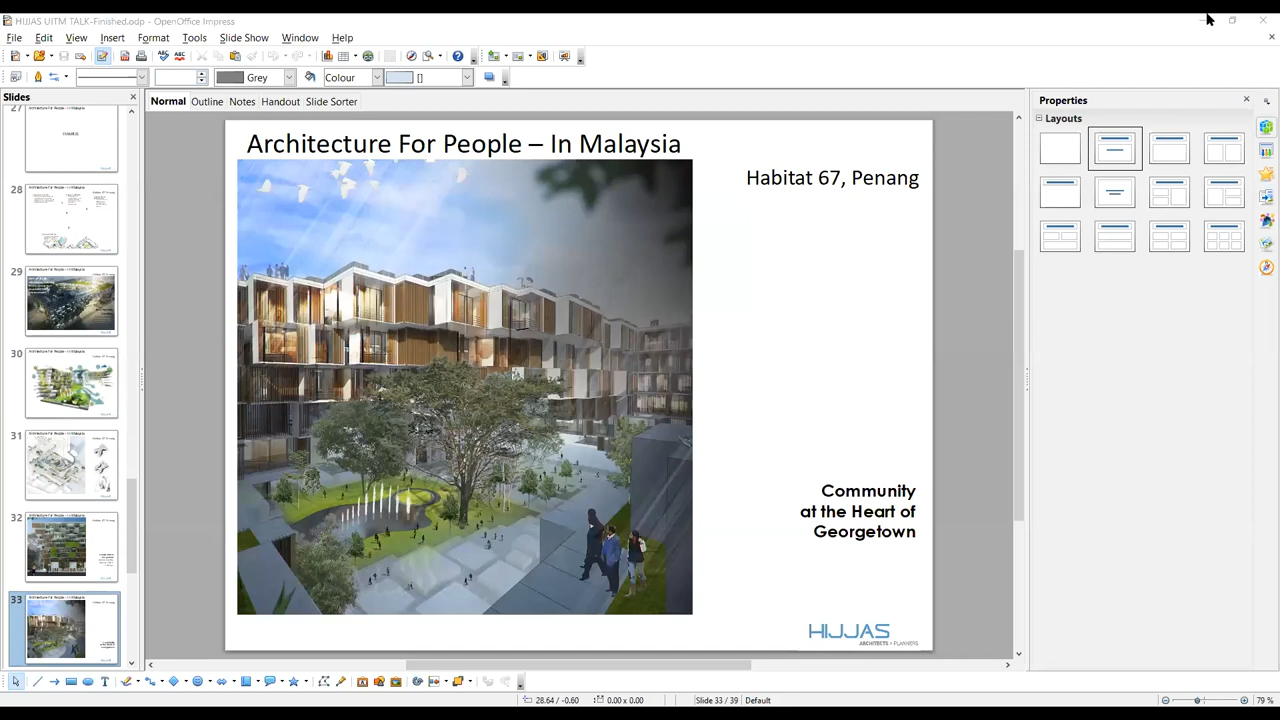 HIJJAS UITM TALK-Finished.odp - OpenOffice Impress
File Edit View Insert Format Tools Slide Show Window Help
Grey Colour []
Slides
Normal Outline Notes Handout Slide Sorter
Properties
Layouts
27
28
29
30
31
32
33
Architecture For People – In Malaysia
Habitat 67, Penang
Community
at the Heart of
Georgetown
HIJJAS
ARCHITECTS + PLANNERS
28.64 / -0.60 0.00 x 0.00 Slide 33 / 39 Default 79 %